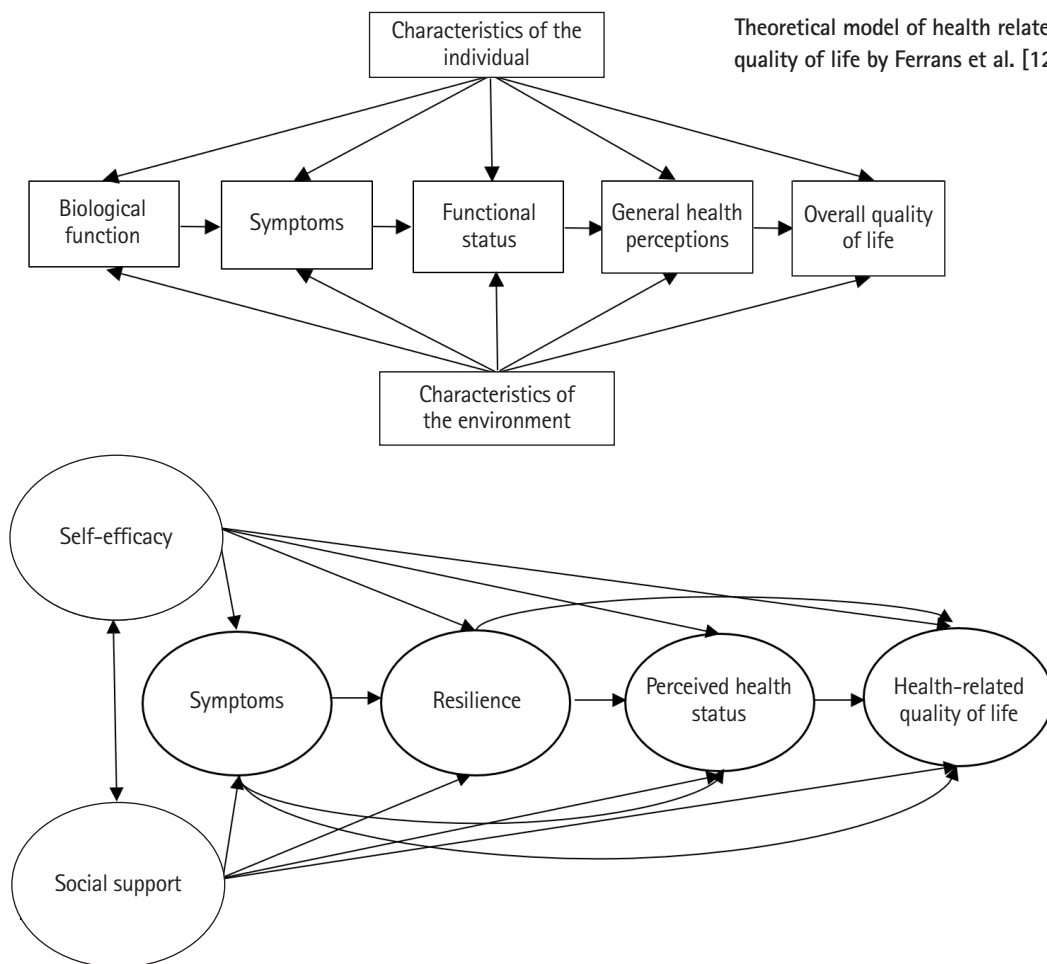 Characteristics of the
individual
Theoretical model of health relate
quality of life by Ferrans et al. [12
Biological
function
Symptoms
Functional
status
General health
perceptions
Overall quality
of life
Characteristics of
the environment
Self-efficacy
Symptoms
Resilience
Perceived health
status
Health-related
quality of life
Social support